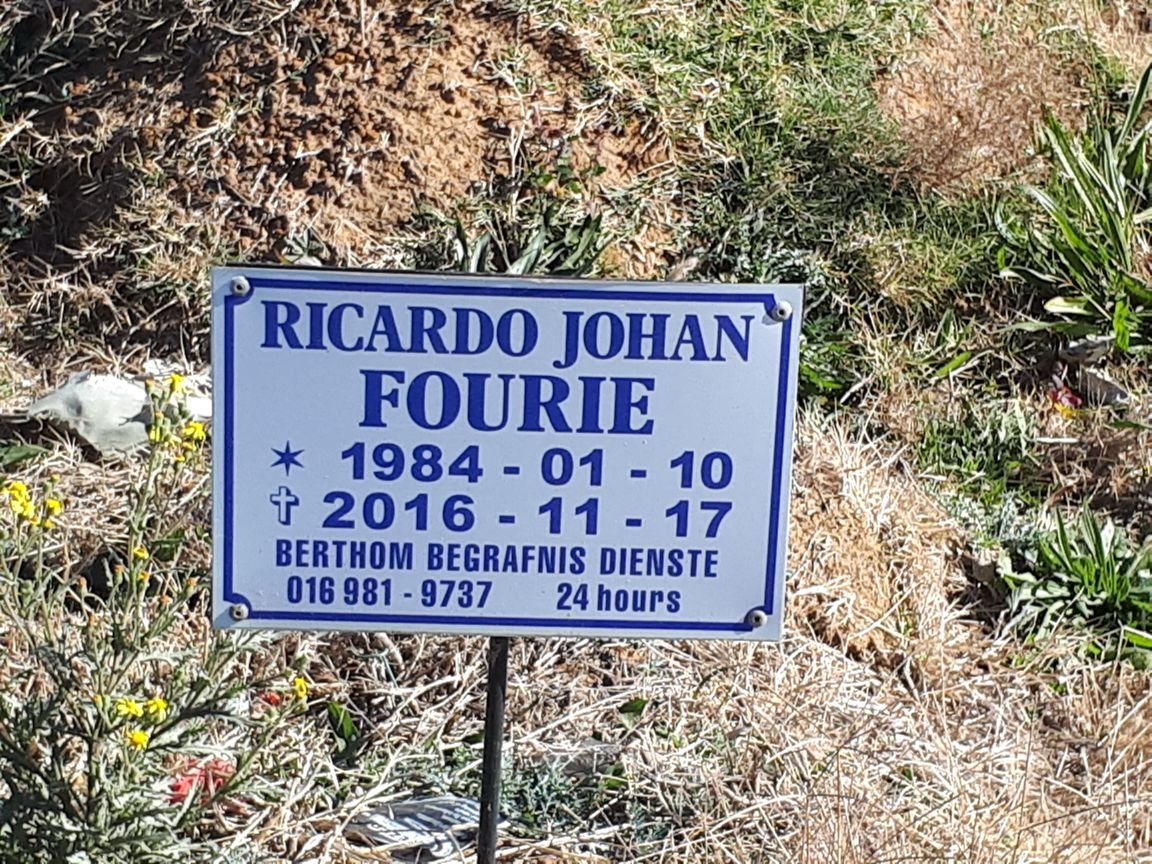 RICARDO JOHAN
FOURIE
✶ 1984 - 01 - 10
✝ 2016 - 11 - 17
BERTHOM BEGRAFNIS DIENSTE
016 981 - 9737 24 hours